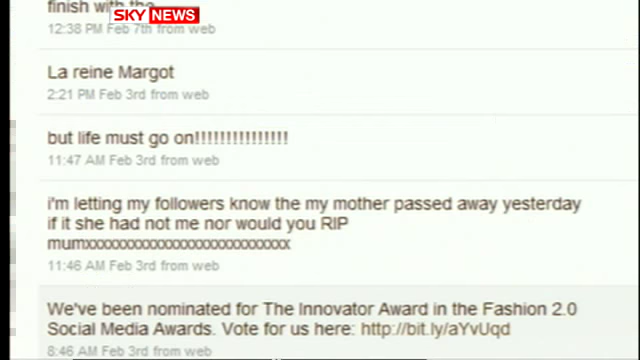 finish with the
SKY NEWS
12:38 PM Feb 7th from web
La reine Margot
2:21 PM Feb 3rd from web
but life must go on!!!!!!!!!!!!!!!
11:47 AM Feb 3rd from web
i'm letting my followers know the my mother passed away yesterday
if it she had not me nor would you RIP
mumxxxxxxxxxxxxxxxxxxxxxxxxxxxx
11:46 AM Feb 3rd from web
We've been nominated for The Innovator Award in the Fashion 2.0
Social Media Awards. Vote for us here: http://bit.ly/aYvUqd
8:46 AM Feb 3rd from web